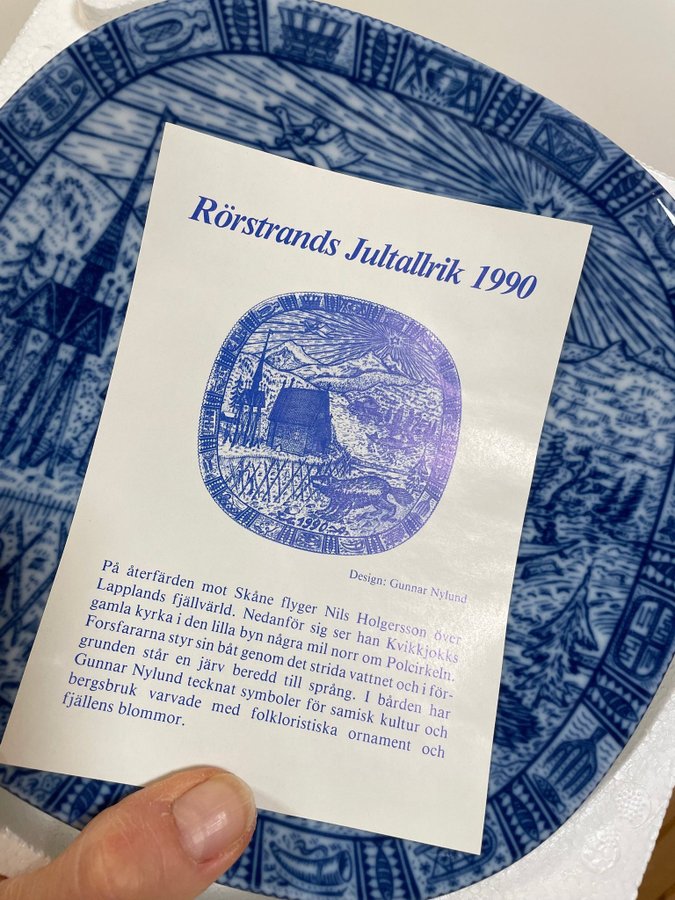 Rörstrands Jultallrik 1990
1990
Design: Gunnar Nylund
På återfärden mot Skåne flyger Nils Holgersson över
Lapplands fjällvärld. Nedanför sig ser han Kvikkjokks
gamla kyrka i den lilla byn några mil norr om Polcirkeln.
Forsfararna styr sin båt genom det strida vattnet och i för-
grunden står en järv beredd till språng. I bården har
Gunnar Nylund tecknat symboler för samisk kultur och
bergsbruk varvade med folkloristiska ornament och
fjällens blommor.